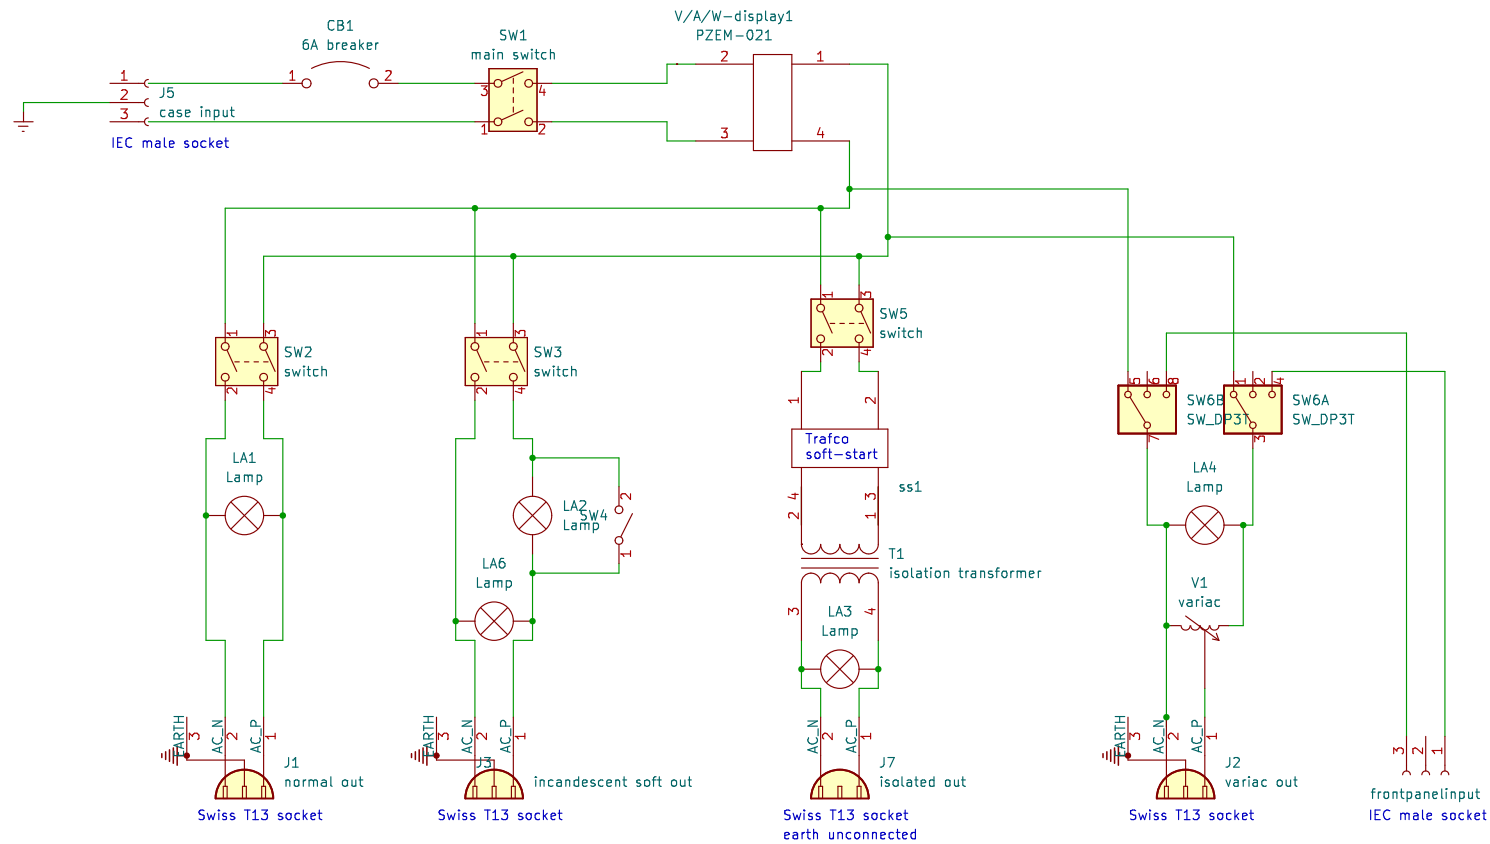 CB1
6A breaker
1
2
SW1
main switch
3
4
1
2
V/A/W-display1
PZEM-021
2
1
3
4
1
2
3
J5
case input
IEC male socket
1
3
SW2
switch
2
4
1
3
SW3
switch
2
4
1
3
SW5
switch
2
4
5
6
8
SW6B
SW_DP3T
7
1
2
4
SW6A
SW_DP3T
3
1
2
Trafco
soft-start
4
3
ss1
2
1
LA1
Lamp
LA2
Lamp
SW4
2
1
LA6
Lamp
T1
isolation transformer
3
4
LA3
Lamp
LA4
Lamp
V1
variac
EARTH
3
AC_N
2
AC_P
1
J1
normal out
Swiss T13 socket
EARTH
3
AC_N
2
AC_P
1
J3
incandescent soft out
Swiss T13 socket
AC_N
2
AC_P
1
J7
isolated out
Swiss T13 socket
earth unconnected
EARTH
3
AC_N
2
AC_P
1
J2
variac out
Swiss T13 socket
3
2
1
frontpanelinput
IEC male socket